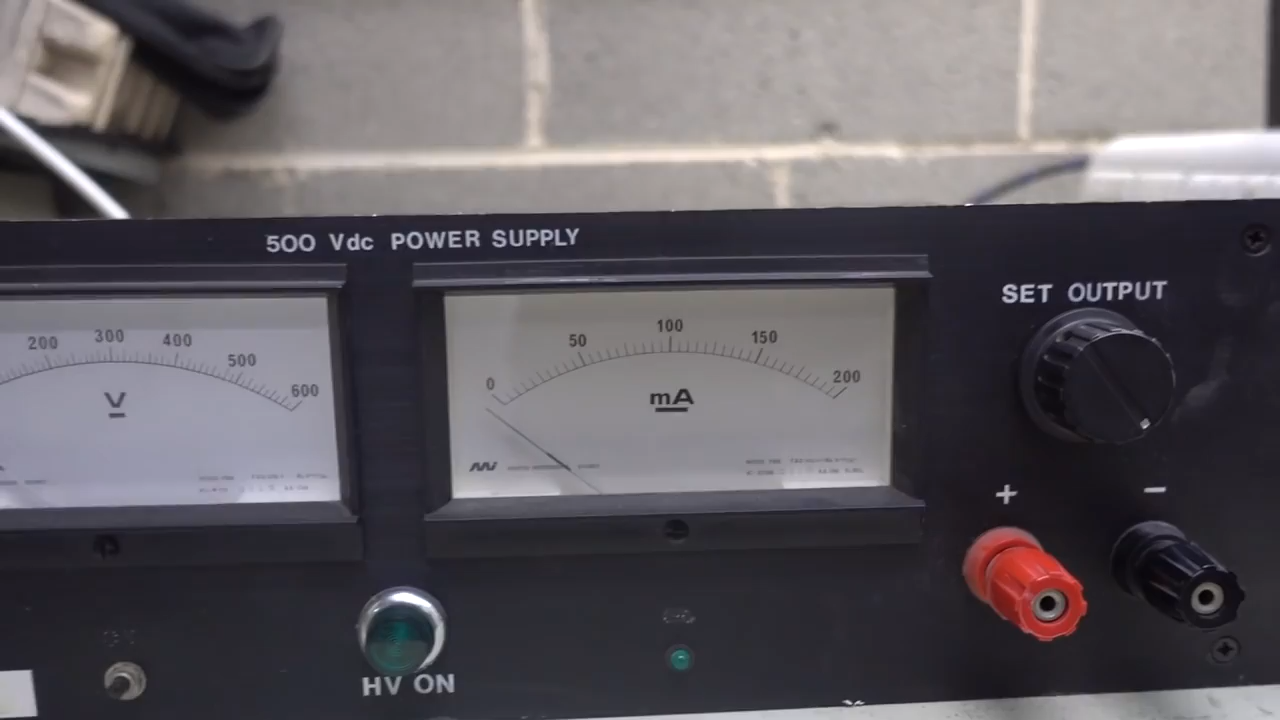 500 Vdc POWER SUPPLY
200 300 400 500 600
V
0 50 100 150 200
mA
SET OUTPUT
+ −
HV ON